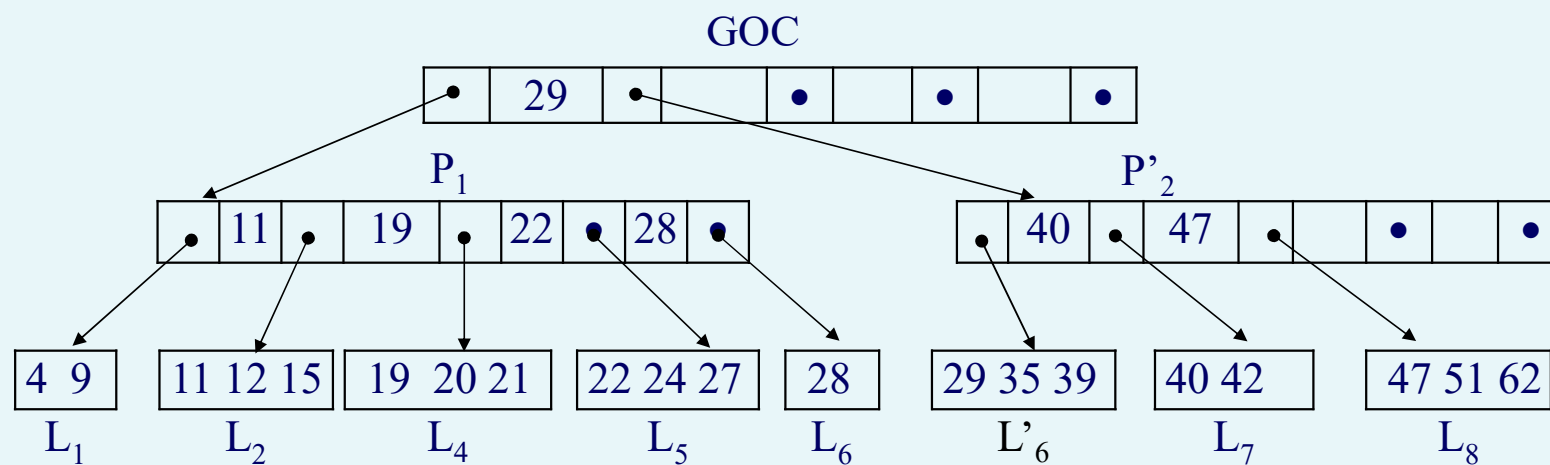 GOC
29
P₁ P’₂
11 19 22 28 40 47
4 9 11 12 15 19 20 21 22 24 27 28 29 35 39 40 42 47 51 62
L₁ L₂ L₄ L₅ L₆ L’₆ L₇ L₈